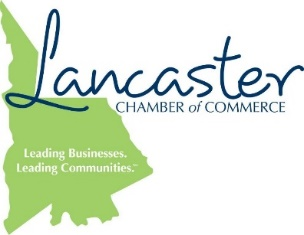 Lancaster
CHAMBER of COMMERCE
Leading Businesses.
Leading Communities.™